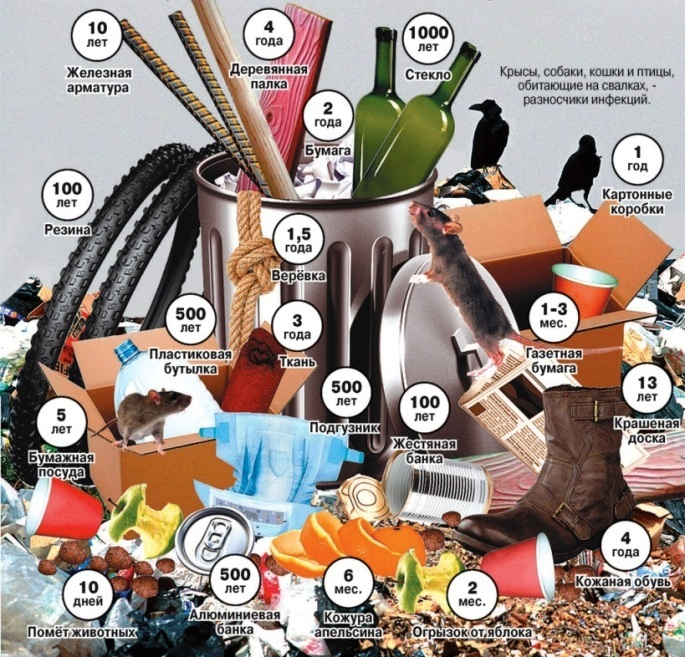 10
лет
Железная
арматура
4
года
Деревянная
палка
1000
лет
Стекло
Крысы, собаки, кошки и птицы,
обитающие на свалках, -
разносчики инфекций.
2
года
Бумага
1
год
Картонные
коробки
100
лет
Резина
1,5
года
Верёвка
500
лет
Пластиковая
бутылка
3
года
Ткань
1-3
мес.
Газетная
бумага
5
лет
Бумажная
посуда
500
лет
Подгузник
100
лет
Жестяная
банка
13
лет
Крашеная
доска
10
дней
Помёт животных
500
лет
Алюминиевая
банка
6
мес.
Кожура
апельсина
2
мес.
Огрызок от яблока
4
года
Кожаная обувь